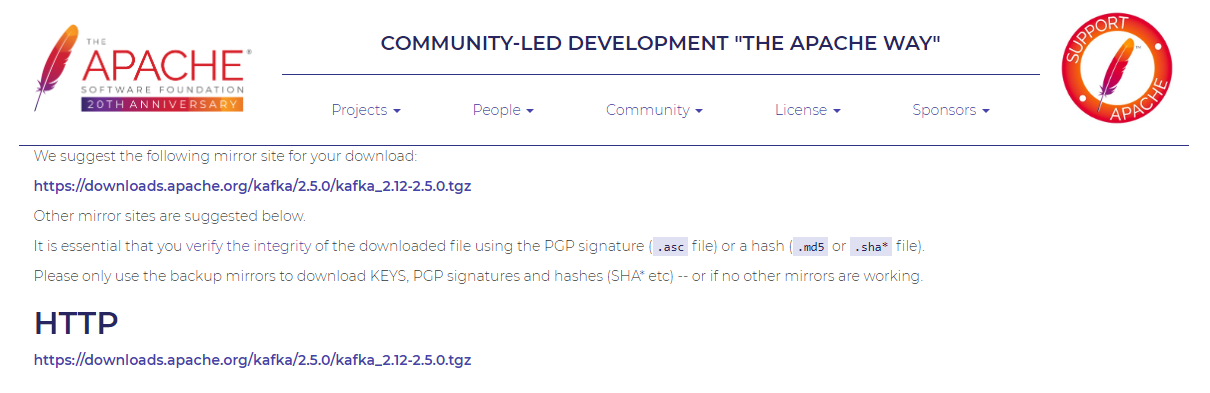 THE
APACHE®
SOFTWARE FOUNDATION
20TH ANNIVERSARY
COMMUNITY-LED DEVELOPMENT "THE APACHE WAY"
Projects People Community License Sponsors
SUPPORT
APACHE
™
We suggest the following mirror site for your download:
https://downloads.apache.org/kafka/2.5.0/kafka_2.12-2.5.0.tgz
Other mirror sites are suggested below.
It is essential that you verify the integrity of the downloaded file using the PGP signature (.asc file) or a hash (.md5 or .sha* file).
Please only use the backup mirrors to download KEYS, PGP signatures and hashes (SHA* etc) -- or if no other mirrors are working.
HTTP
https://downloads.apache.org/kafka/2.5.0/kafka_2.12-2.5.0.tgz